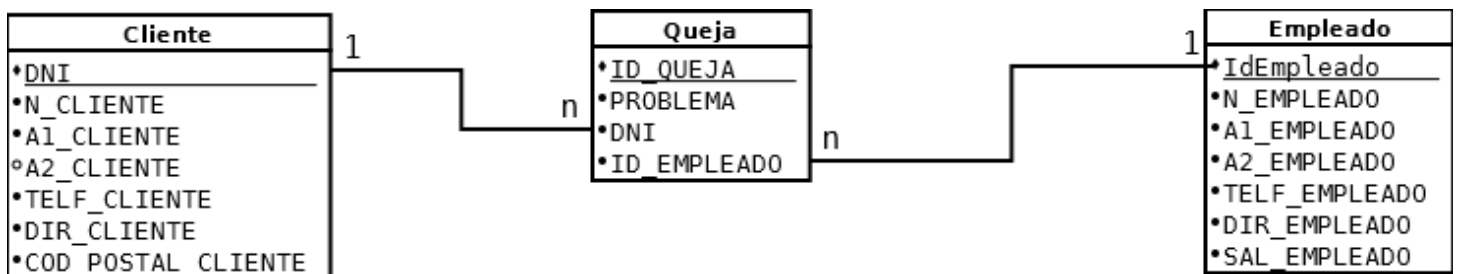 Cliente
DNI
N_CLIENTE
A1_CLIENTE
A2_CLIENTE
TELF_CLIENTE
DIR_CLIENTE
COD_POSTAL_CLIENTE
1
n
Queja
ID_QUEJA
PROBLEMA
DNI
ID_EMPLEADO
n
1
Empleado
IdEmpleado
N_EMPLEADO
A1_EMPLEADO
A2_EMPLEADO
TELF_EMPLEADO
DIR_EMPLEADO
SAL_EMPLEADO